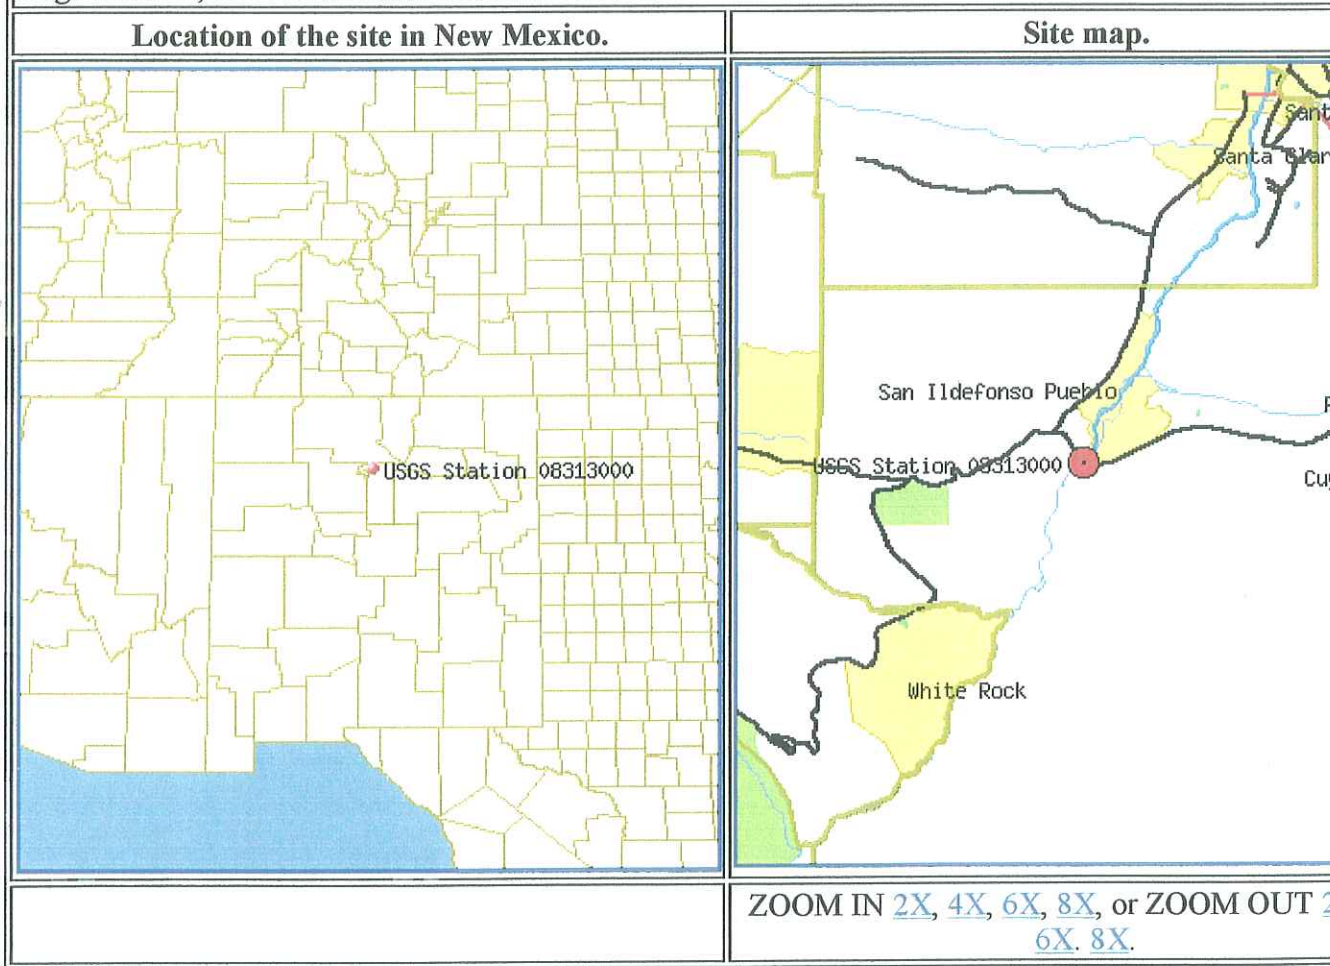 Location of the site in New Mexico.
Site map.
USGS Station 08313000
Santa Clar
San Ildefonso Pueblo
USGS Station 08313000
White Rock
ZOOM IN 2X, 4X, 6X, 8X, or ZOOM OUT
6X. 8X.